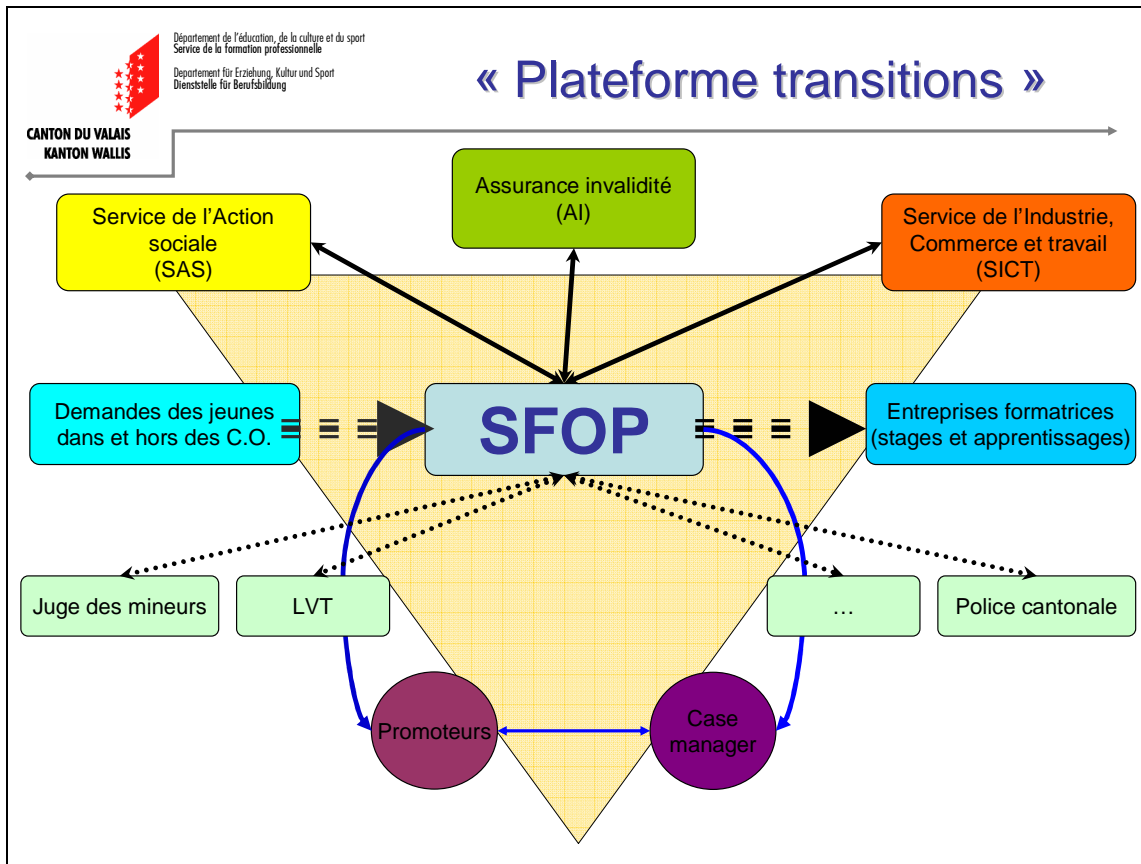 Département de l'éducation, de la culture et du sport
Service de la formation professionnelle
Departement für Erziehung, Kultur und Sport
Dienststelle für Berufsbildung
CANTON DU VALAIS
KANTON WALLIS
« Plateforme transitions »
Assurance invalidité
(AI)
Service de l'Action
sociale
(SAS)
Service de l'Industrie,
Commerce et travail
(SICT)
Demandes des jeunes
dans et hors des C.O.
SFOP
Entreprises formatrices
(stages et apprentissages)
Juge des mineurs
LVT
…
Police cantonale
Promoteurs
Case
manager